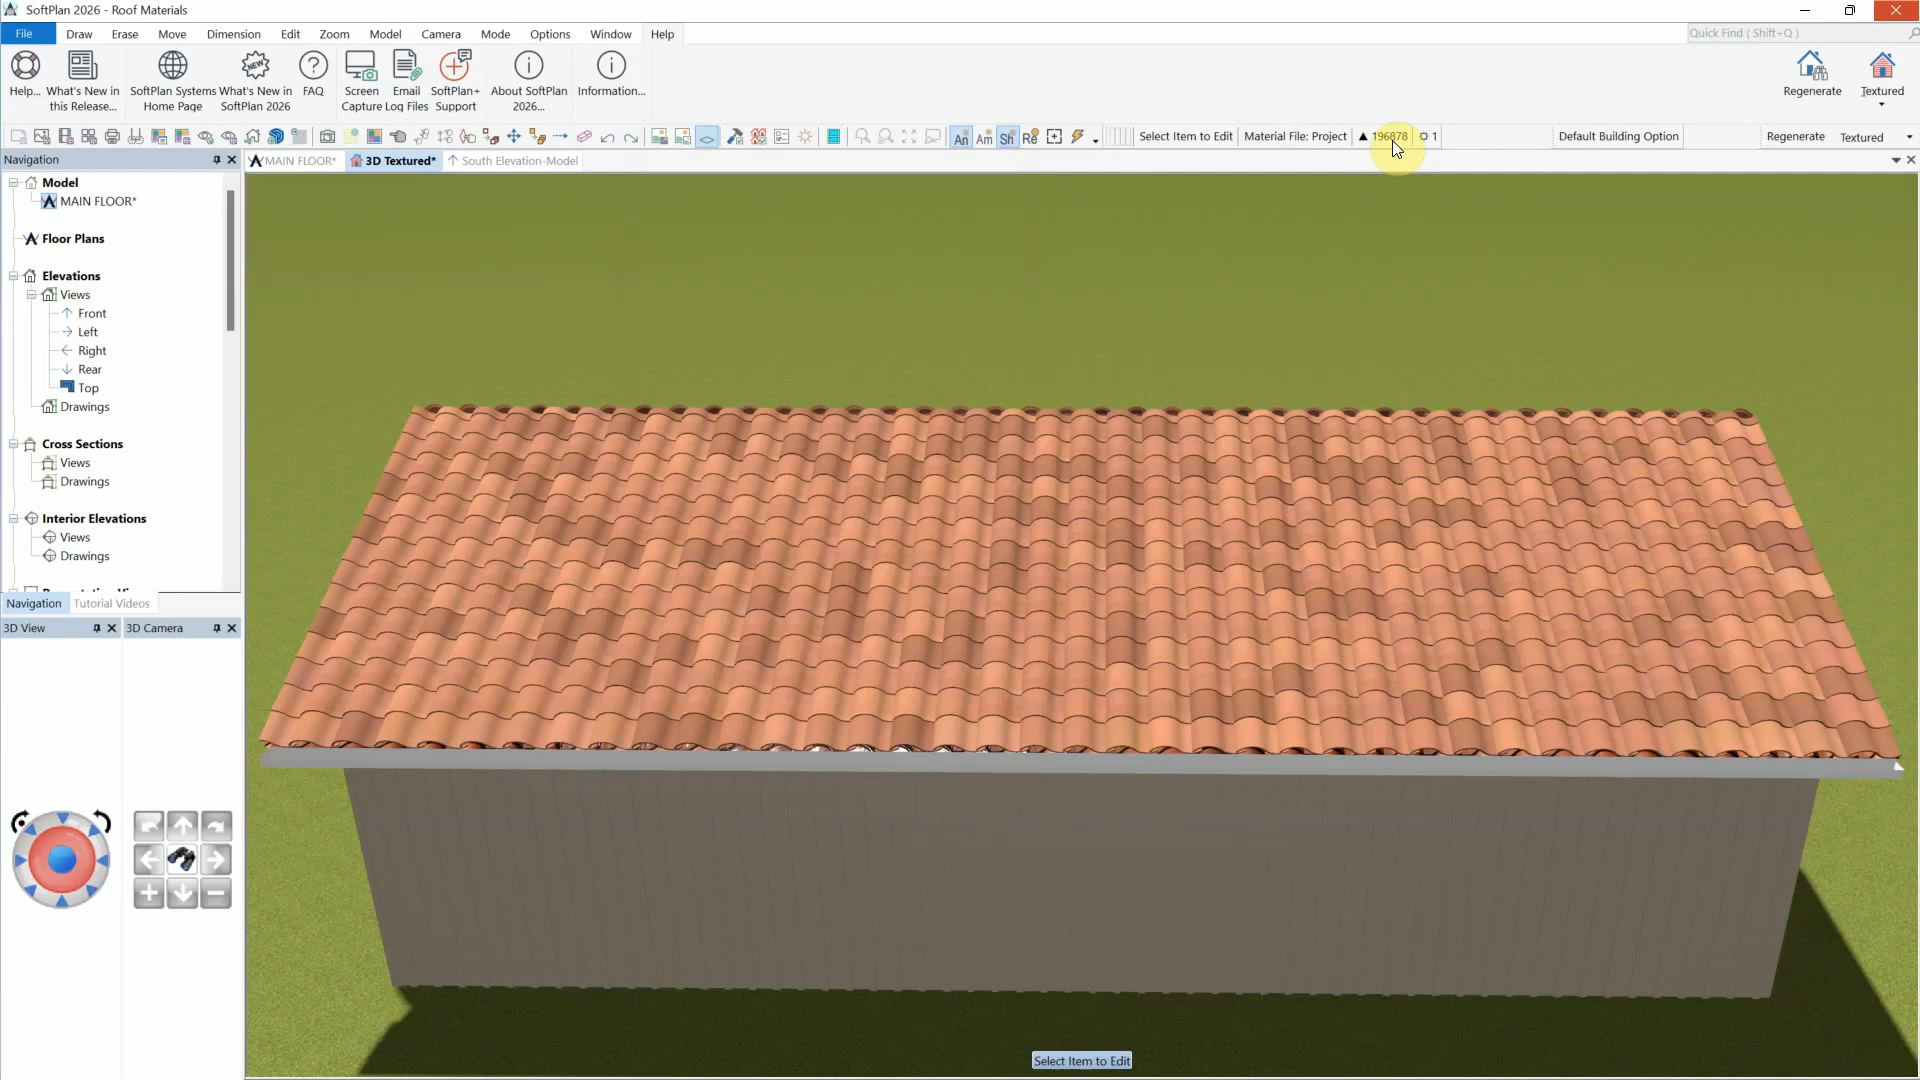 SoftPlan 2026 - Roof Materials
File Draw Erase Move Dimension Edit Zoom Model Camera Mode Options Window Help
Quick Find ( Shift+Q )
Help... What's New in this Release... SoftPlan Systems Home Page What's New in SoftPlan 2026 FAQ Screen Capture Email Log Files SoftPlan+ Support About SoftPlan 2026... Information... Regenerate Textured
NEW
An Am Sh Re Select Item to Edit Material File: Project 196878 1 Default Building Option Regenerate Textured
Navigation
MAIN FLOOR* 3D Textured* South Elevation-Model
Model
MAIN FLOOR*
Floor Plans
Elevations
Views
Front
Left
Right
Rear
Top
Drawings
Cross Sections
Views
Drawings
Interior Elevations
Views
Drawings
Navigation Tutorial Videos
3D View 3D Camera
Select Item to Edit